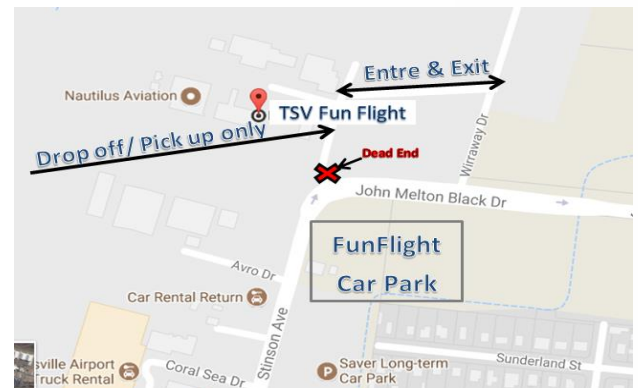 Entre & Exit
Nautilus Aviation
TSV Fun Flight
Drop off/ Pick up only
Dead End
Wirraway Dr
John Melton Black Dr
FunFlight
Car Park
Avro Dr
Car Rental Return
Stinson Ave
sville Airport
Truck Rental
Coral Sea Dr
Saver Long-term
Car Park
Sunderland St